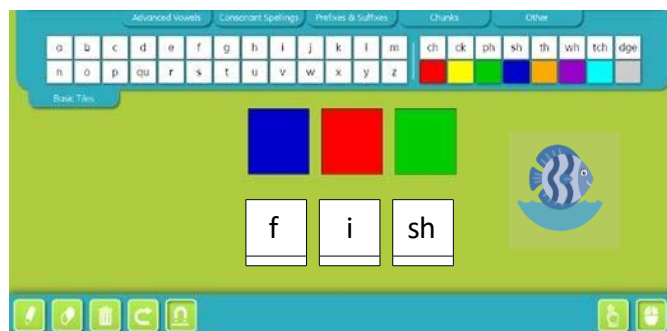 Advanced Vowels Consonant Spellings Prefixes & Suffixes Chunks Other
a b c d e f g h i j k l m ch ck ph sh th wh tch dge
n o p qu r s t u v w x y z
Basic Tiles
f i sh